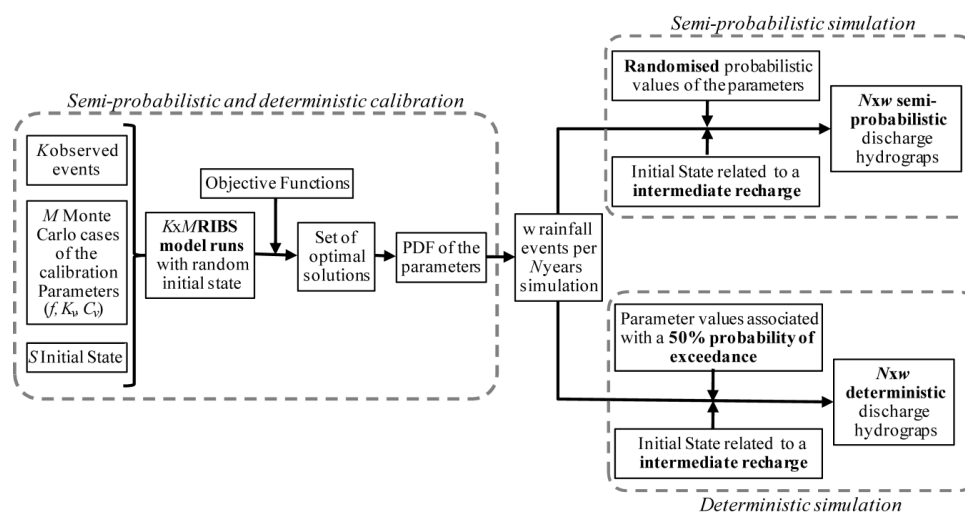 Semi-probabilistic and deterministic calibration
K observed
events
M Monte
Carlo cases
of the
calibration
Parameters
(f, Kv, Cv)
S Initial State
KxM RIBS
model runs
with random
initial state
Objective Functions
Set of
optimal
solutions
PDF of the
parameters
w rainfall
events per
N years
simulation
Semi-probabilistic simulation
Randomised probabilistic
values of the parameters
Initial State related to a
intermediate recharge
Nxw semi-
probabilistic
discharge
hydrograps
Parameter values associated
with a 50% probability of
exceedance
Initial State related to a
intermediate recharge
Nxw
deterministic
discharge
hydrograps
Deterministic simulation